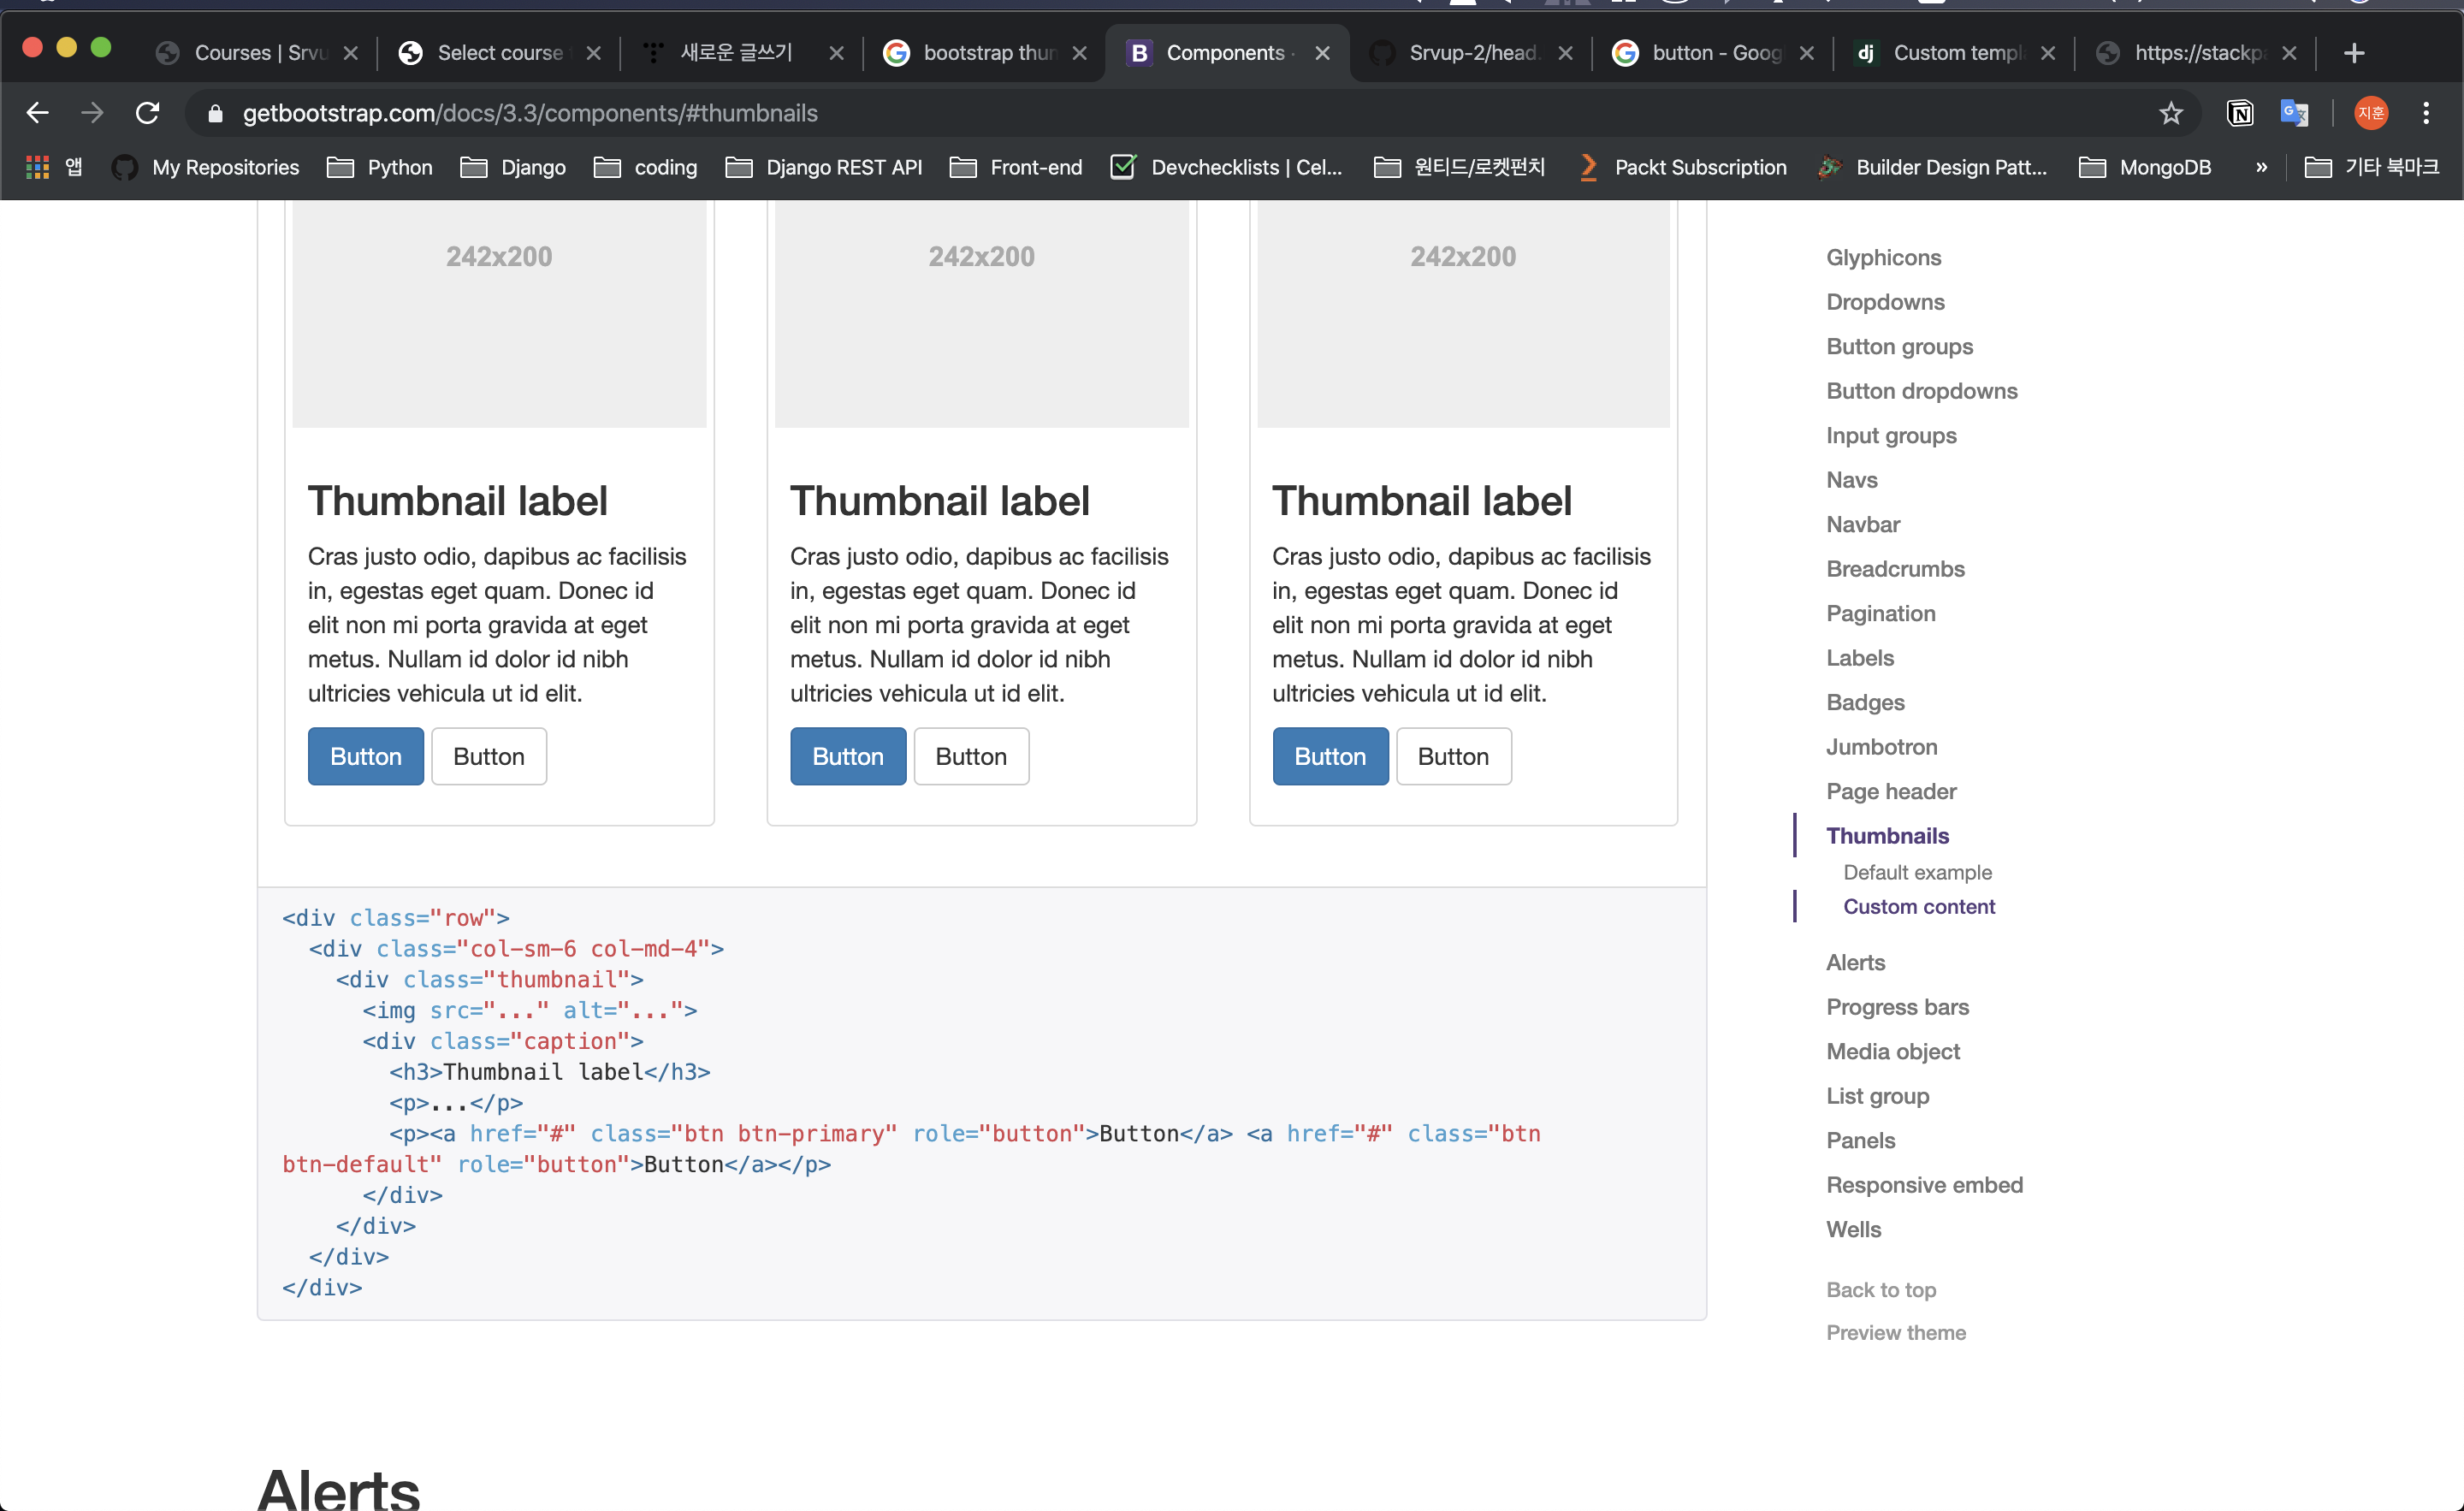 Courses | Srvu
Select course
새로운 글쓰기
bootstrap thun
B
Components ·
Srvup-2/head.
button - Goog
dj
Custom templ
https://stackpa
getbootstrap.com/docs/3.3/components/#thumbnails
지훈
앱
My Repositories
Python
Django
coding
Django REST API
Front-end
Devchecklists | Cel...
원티드/로켓펀치
Packt Subscription
Builder Design Patt...
MongoDB
»
기타 북마크
242x200
242x200
242x200
Thumbnail label
Cras justo odio, dapibus ac facilisis
in, egestas eget quam. Donec id
elit non mi porta gravida at eget
metus. Nullam id dolor id nibh
ultricies vehicula ut id elit.
Button
Button
Thumbnail label
Cras justo odio, dapibus ac facilisis
in, egestas eget quam. Donec id
elit non mi porta gravida at eget
metus. Nullam id dolor id nibh
ultricies vehicula ut id elit.
Button
Button
Thumbnail label
Cras justo odio, dapibus ac facilisis
in, egestas eget quam. Donec id
elit non mi porta gravida at eget
metus. Nullam id dolor id nibh
ultricies vehicula ut id elit.
Button
Button
<div class="row">
  <div class="col-sm-6 col-md-4">
    <div class="thumbnail">
      <img src="..." alt="...">
      <div class="caption">
        <h3>Thumbnail label</h3>
        <p>...</p>
        <p><a href="#" class="btn btn-primary" role="button">Button</a> <a href="#" class="btn
btn-default" role="button">Button</a></p>
      </div>
    </div>
  </div>
</div>
Alerts
Glyphicons
Dropdowns
Button groups
Button dropdowns
Input groups
Navs
Navbar
Breadcrumbs
Pagination
Labels
Badges
Jumbotron
Page header
Thumbnails
Default example
Custom content
Alerts
Progress bars
Media object
List group
Panels
Responsive embed
Wells
Back to top
Preview theme